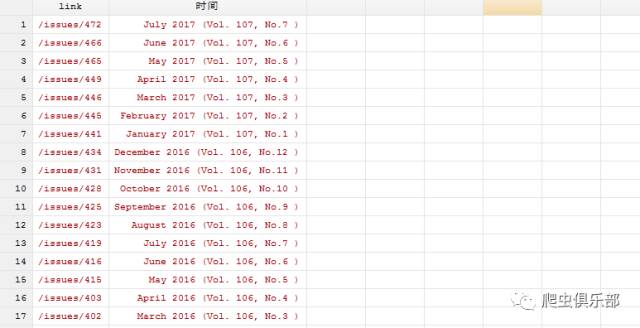 link 时间
1 /issues/472 July 2017 (Vol. 107, No.7 )
2 /issues/466 June 2017 (Vol. 107, No.6 )
3 /issues/465 May 2017 (Vol. 107, No.5 )
4 /issues/449 April 2017 (Vol. 107, No.4 )
5 /issues/446 March 2017 (Vol. 107, No.3 )
6 /issues/445 February 2017 (Vol. 107, No.2 )
7 /issues/441 January 2017 (Vol. 107, No.1 )
8 /issues/434 December 2016 (Vol. 106, No.12 )
9 /issues/431 November 2016 (Vol. 106, No.11 )
10 /issues/428 October 2016 (Vol. 106, No.10 )
11 /issues/425 September 2016 (Vol. 106, No.9 )
12 /issues/423 August 2016 (Vol. 106, No.8 )
13 /issues/419 July 2016 (Vol. 106, No.7 )
14 /issues/416 June 2016 (Vol. 106, No.6 )
15 /issues/415 May 2016 (Vol. 106, No.5 )
16 /issues/403 April 2016 (Vol. 106, No.4 )
17 /issues/402 March 2016 (Vol. 106, No.3 )
爬虫俱乐部